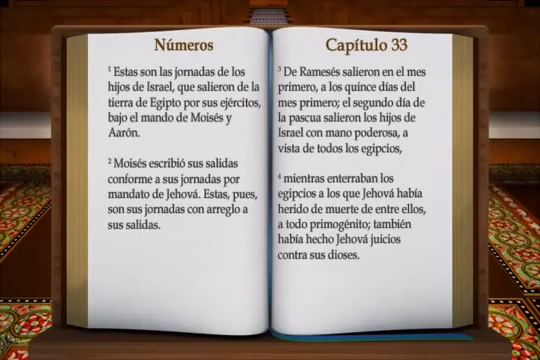 Números
¹ Estas son las jornadas de los
hijos de Israel, que salieron de la
tierra de Egipto por sus ejércitos,
bajo el mando de Moisés y
Aarón.
² Moisés escribió sus salidas
conforme a sus jornadas por
mandato de Jehová. Estas, pues,
son sus jornadas con arreglo a
sus salidas.
Capítulo 33
³ De Ramesés salieron en el mes
primero, a los quince días del
mes primero; el segundo día de
la pascua salieron los hijos de
Israel con mano poderosa, a
vista de todos los egipcios,
⁴ mientras enterraban los
egipcios a los que Jehová había
herido de muerte de entre ellos,
a todo primogénito; también
había hecho Jehová juicios
contra sus dioses.